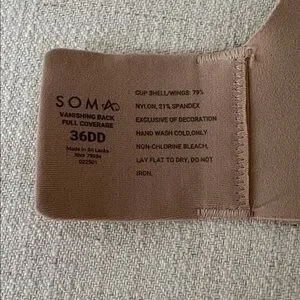 SOMA
VANISHING BACK
FULL COVERAGE
36DD
Made in Sri Lanka
CUP SHELL/WINGS: 79%
NYLON, 21% SPANDEX
EXCLUSIVE OF DECORATION
HAND WASH COLD,ONLY
NON-CHLORINE BLEACH,
LAY FLAT TO DRY, DO NOT
IRON.